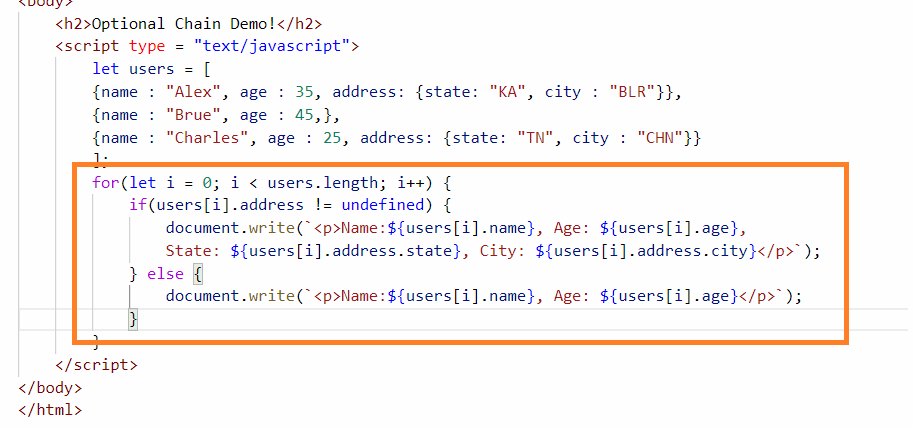 <body>
<h2>Optional Chain Demo!</h2>
<script type = "text/javascript">
let users = [
{name : "Alex", age : 35, address: {state: "KA", city : "BLR"}},
{name : "Brue", age : 45,},
{name : "Charles", age : 25, address: {state: "TN", city : "CHN"}}
];
for(let i = 0; i < users.length; i++) {
if(users[i].address != undefined) {
document.write(`<p>Name:${users[i].name}, Age: ${users[i].age},
State: ${users[i].address.state}, City: ${users[i].address.city}</p>`);
} else {
document.write(`<p>Name:${users[i].name}, Age: ${users[i].age}</p>`);
}
}
</script>
</body>
</html>